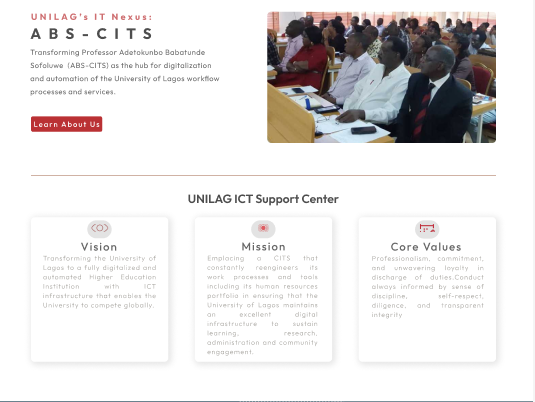 UNILAG's IT Nexus:
ABS-CITS
Transforming Professor Adetokunbo Babatunde
Sofoluwe (ABS-CITS) as the hub for digitalization
and automation of the University of Lagos workflow
processes and services.
Learn About Us
UNILAG ICT Support Center
Vision
Transforming the University of
Lagos to a fully digitalized and
automated Higher Education
Institution with ICT
infrastructure that enables the
University to compete globally.
Mission
Emplacing a CITS that
constantly reengineers its
work processes and tools
including its human resources
portfolio in ensuring that the
University of Lagos maintains
an excellent digital
infrastructure to sustain
learning, research,
administration and community
engagement.
Core Values
Professionalism, commitment,
and unwavering loyalty in
discharge of duties.Conduct
always informed by sense of
discipline, self-respect,
diligence, and transparent
integrity